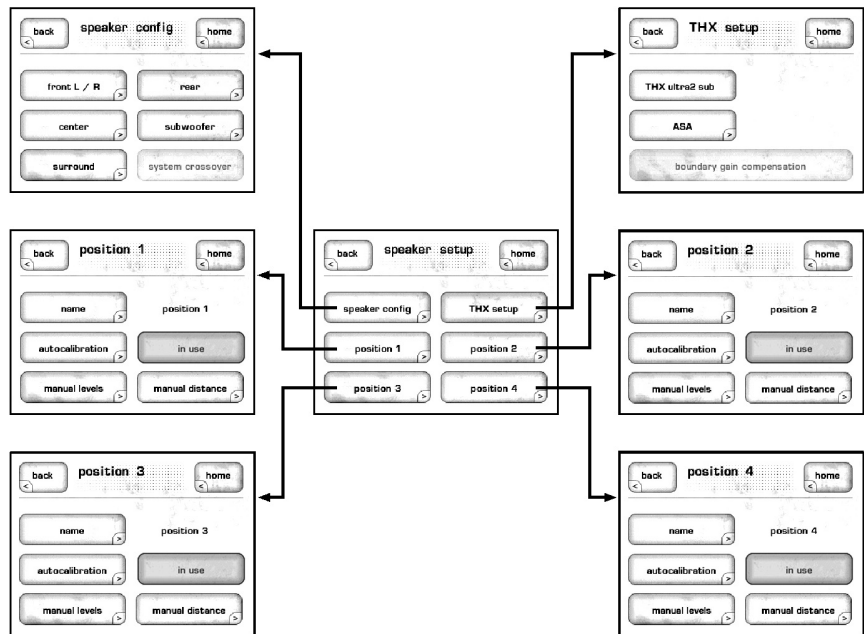 back speaker config home
front L / R rear
center subwoofer
surround system crossover
back THX setup home
THX ultra2 sub
ASA
boundary gain compensation
back position 1 home
name position 1
autocalibration in use
manual levels manual distance
back speaker setup home
speaker config THX setup
position 1 position 2
position 3 position 4
back position 2 home
name position 2
autocalibration in use
manual levels manual distance
back position 3 home
name position 3
autocalibration in use
manual levels manual distance
back position 4 home
name position 4
autocalibration in use
manual levels manual distance